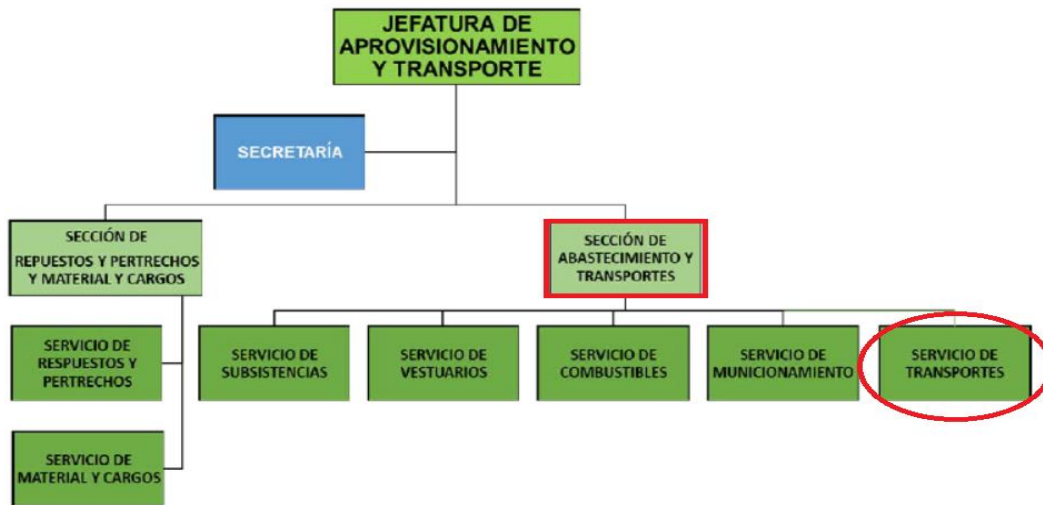 JEFATURA DE
APROVISIONAMIENTO
Y TRANSPORTE
SECRETARÍA
SECCIÓN DE
REPUESTOS Y PERTRECHOS
Y MATERIAL Y CARGOS
SECCIÓN DE
ABASTECIMIENTO Y
TRANSPORTES
SERVICIO DE
RESPUESTOS Y
PERTRECHOS
SERVICIO DE
SUBSISTENCIAS
SERVICIO DE
VESTUARIOS
SERVICIO DE
COMBUSTIBLES
SERVICIO DE
MUNICIONAMIENTO
SERVICIO DE
TRANSPORTES
SERVICIO DE
MATERIAL Y CARGOS